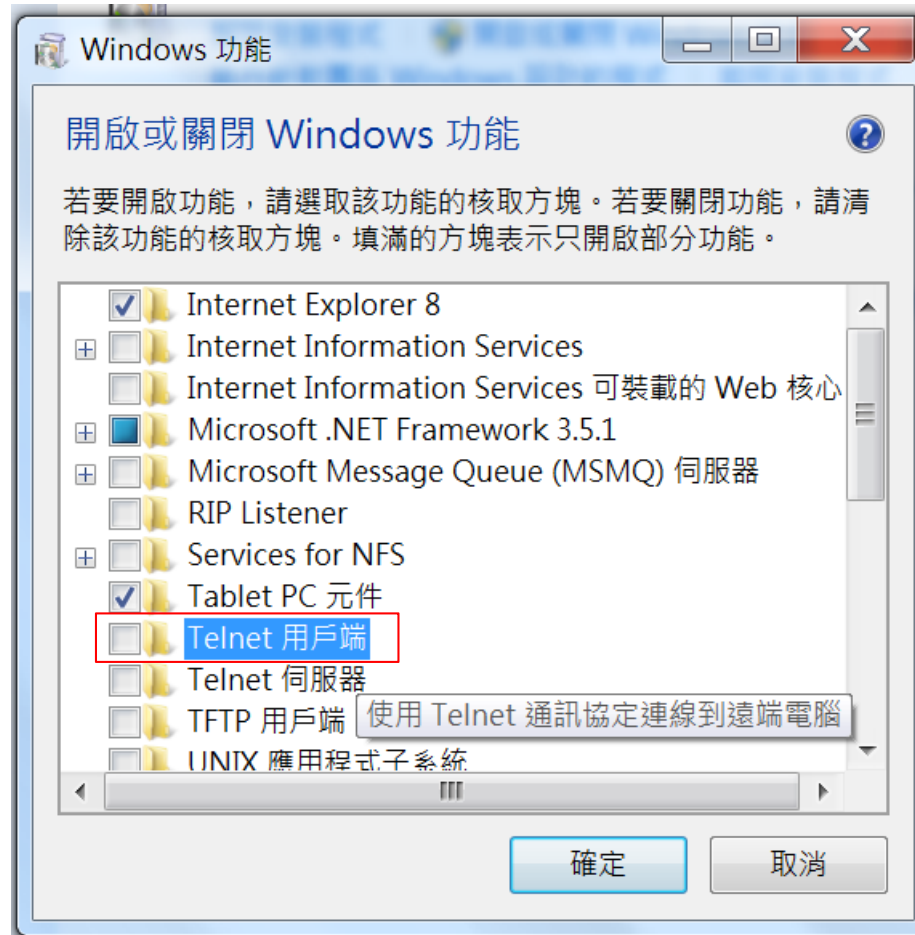 Windows 功能
開啟或關閉 Windows 功能
若要開啟功能，請選取該功能的核取方塊。若要關閉功能，請清
除該功能的核取方塊。填滿的方塊表示只開啟部分功能。
Internet Explorer 8
Internet Information Services
Internet Information Services 可裝載的 Web 核心
Microsoft .NET Framework 3.5.1
Microsoft Message Queue (MSMQ) 伺服器
RIP Listener
Services for NFS
Tablet PC 元件
Telnet 用戶端
Telnet 伺服器
TFTP 用戶端
使用 Telnet 通訊協定連線到遠端電腦
UNIX 應用程式子系統
確定
取消